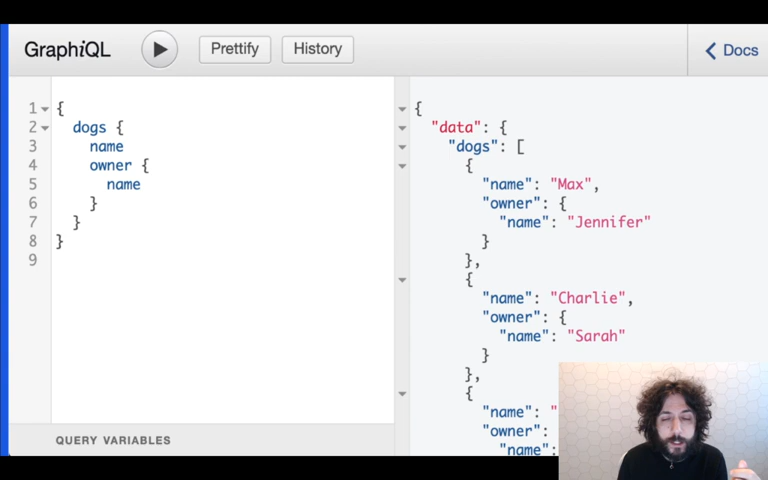 GraphiQL Prettify History Docs
1 {
2 dogs {
3 name
4 owner {
5 name
6 }
7 }
8 }
9
QUERY VARIABLES
{
"data": {
"dogs": [
{
"name": "Max",
"owner": {
"name": "Jennifer"
}
},
{
"name": "Charlie",
"owner": {
"name": "Sarah"
}
},
{
"name": "
"owner":
"name":